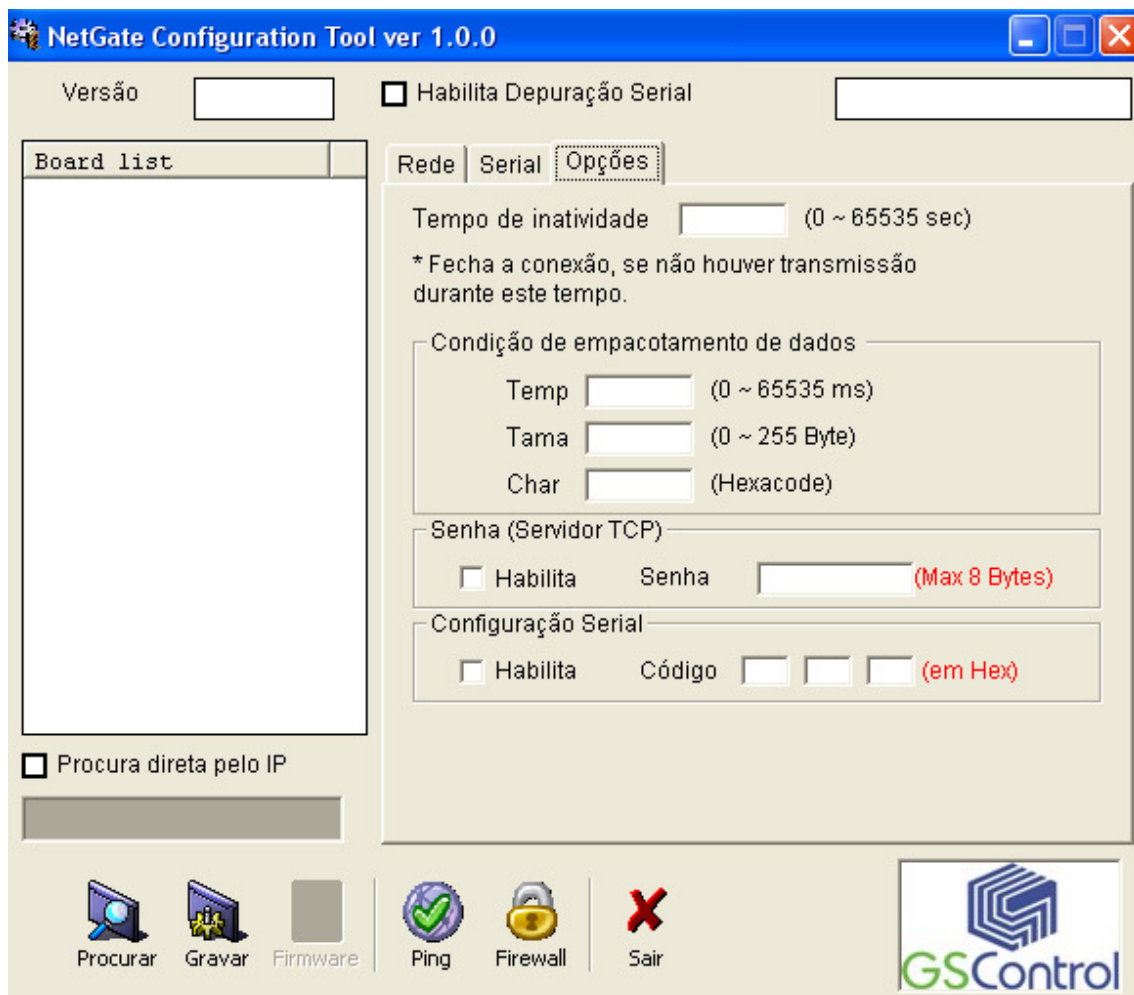 NetGate Configuration Tool ver 1.0.0
Versão
Habilita Depuração Serial
Board list
Rede
Serial
Opções
Tempo de inatividade (0 ~ 65535 sec)
* Fecha a conexão, se não houver transmissão
durante este tempo.
Condição de empacotamento de dados
Temp (0 ~ 65535 ms)
Tama (0 ~ 255 Byte)
Char (Hexacode)
Senha (Servidor TCP)
Habilita Senha (Max 8 Bytes)
Configuração Serial
Habilita Código (em Hex)
Procura direta pelo IP
Procurar
Gravar
Firmware
Ping
Firewall
Sair
GSControl